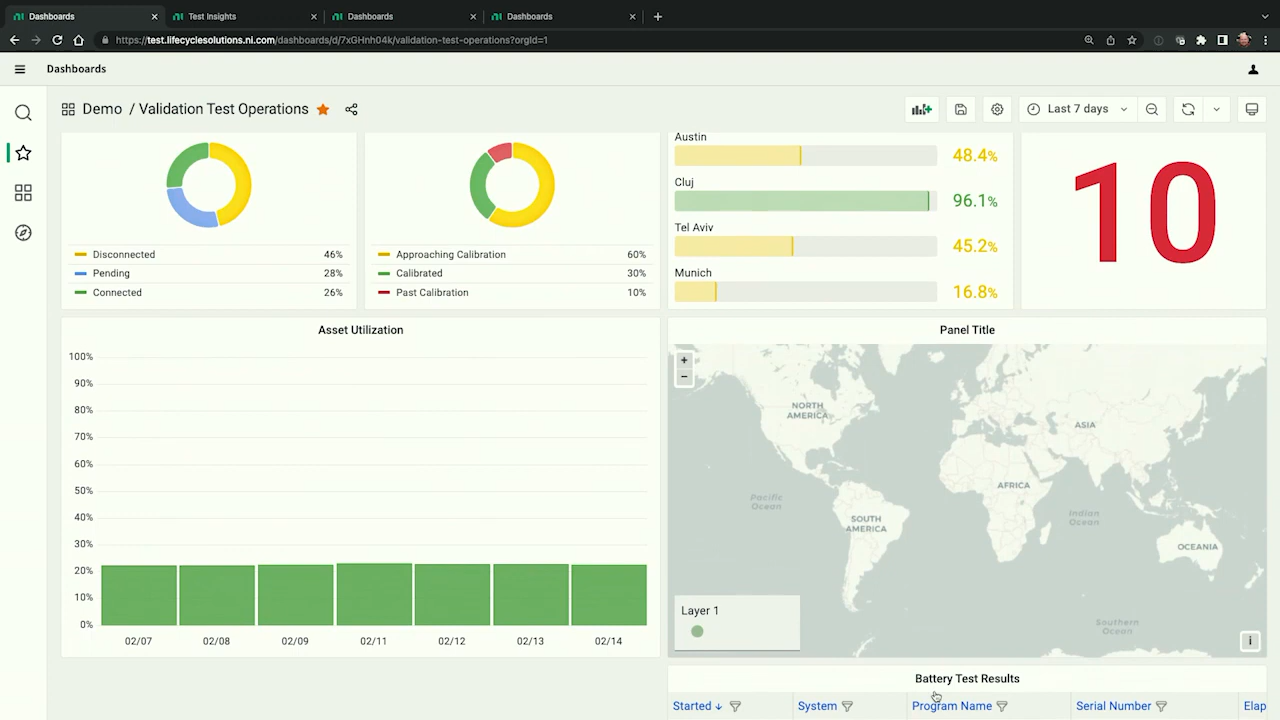 Dashboards
Test Insights
Dashboards
Dashboards
https://test.lifecyclesolutions.ni.com/dashboards/d/7xGHnh04k/validation-test-operations?orgId=1
Dashboards
Demo / Validation Test Operations
Last 7 days
Disconnected 46%
Pending 28%
Connected 26%
Approaching Calibration 60%
Calibrated 30%
Past Calibration 10%
Austin
48.4%
Cluj
96.1%
Tel Aviv
45.2%
Munich
16.8%
10
Asset Utilization
100%
90%
80%
70%
60%
50%
40%
30%
20%
10%
0%
02/07 02/08 02/09 02/11 02/12 02/13 02/14
Panel Title
+
−
NORTH
AMERICA
ASIA
AFRICA
Pacific
Ocean
Indian
Ocean
SOUTH
AMERICA
OCEANIA
Southern
Ocean
Layer 1
i
Battery Test Results
Started System Program Name Serial Number Elap